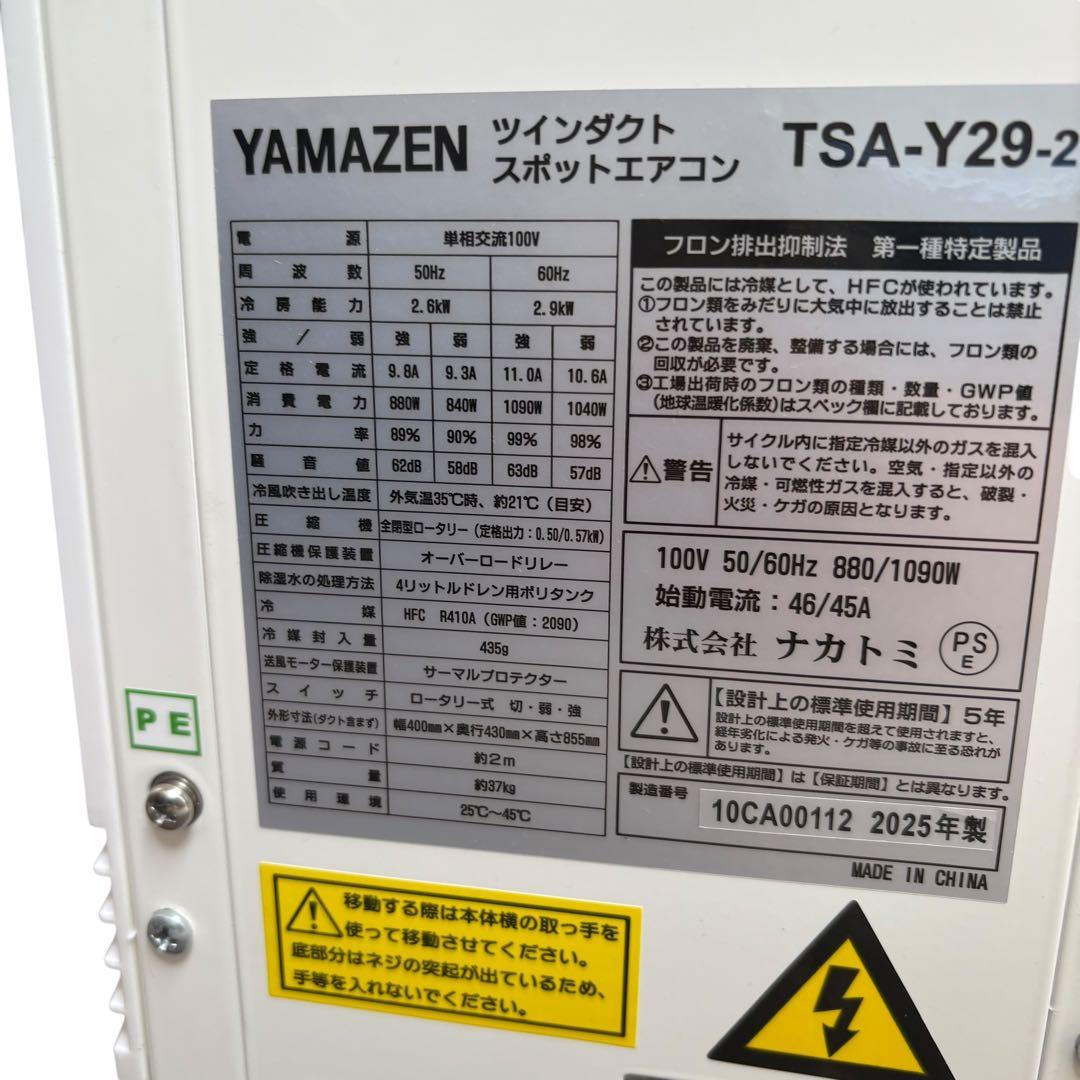 YAMAZEN ツインダクト スポットエアコン TSA-Y29-2
電源 単相交流100V
周波数 50Hz 60Hz
冷房能力 2.6kW 2.9kW
強/弱 強 弱 強 弱
定格電流 9.8A 9.3A 11.0A 10.6A
消費電力 880W 840W 1090W 1040W
力率 89% 90% 99% 98%
騒音値 62dB 58dB 63dB 57dB
冷風吹き出し温度 外気温35℃時、約21℃（目安）
圧縮機 全閉型ロータリー（定格出力：0.50/0.57kW）
圧縮機保護装置 オーバーロードリレー
除湿水の処理方法 4リットルドレン用ポリタンク
冷媒 HFC R410A（GWP値：2090）
冷媒封入量 435g
送風モーター保護装置 サーマルプロテクター
スイッチ ロータリー式 切・弱・強
外形寸法（ダクト含まず） 幅400mm×奥行430mm×高さ855mm
電源コード 約2m
質量 約37kg
使用環境 25℃～45℃
フロン排出抑制法 第一種特定製品
この製品には冷媒として、HFCが使われています。
①フロン類をみだりに大気中に放出することは禁止
されています。
②この製品を廃棄、整備する場合には、フロン類の
回収が必要です。
③工場出荷時のフロン類の種類・数量・GWP値
(地球温暖化係数)はスペック欄に記載しております。
警告
サイクル内に指定冷媒以外のガスを混入
しないでください。空気・指定以外の
冷媒・可燃性ガスを混入すると、破裂・
火災・ケガの原因となります。
100V 50/60Hz 880/1090W
始動電流：46/45A
株式会社 ナカトミ PSE
【設計上の標準使用期間】5年
設計上の標準使用期間を超えて使用されますと、
経年劣化による発火・ケガ等の事故に至る恐れが
あります。
【設計上の標準使用期間】は【保証期間】とは異なります。
製造番号 10CA00112 2025年製
MADE IN CHINA
PE
移動する際は本体横の取っ手を
使って移動させてください。
底部分はネジの突起が出ているため、
手等を入れないでください。